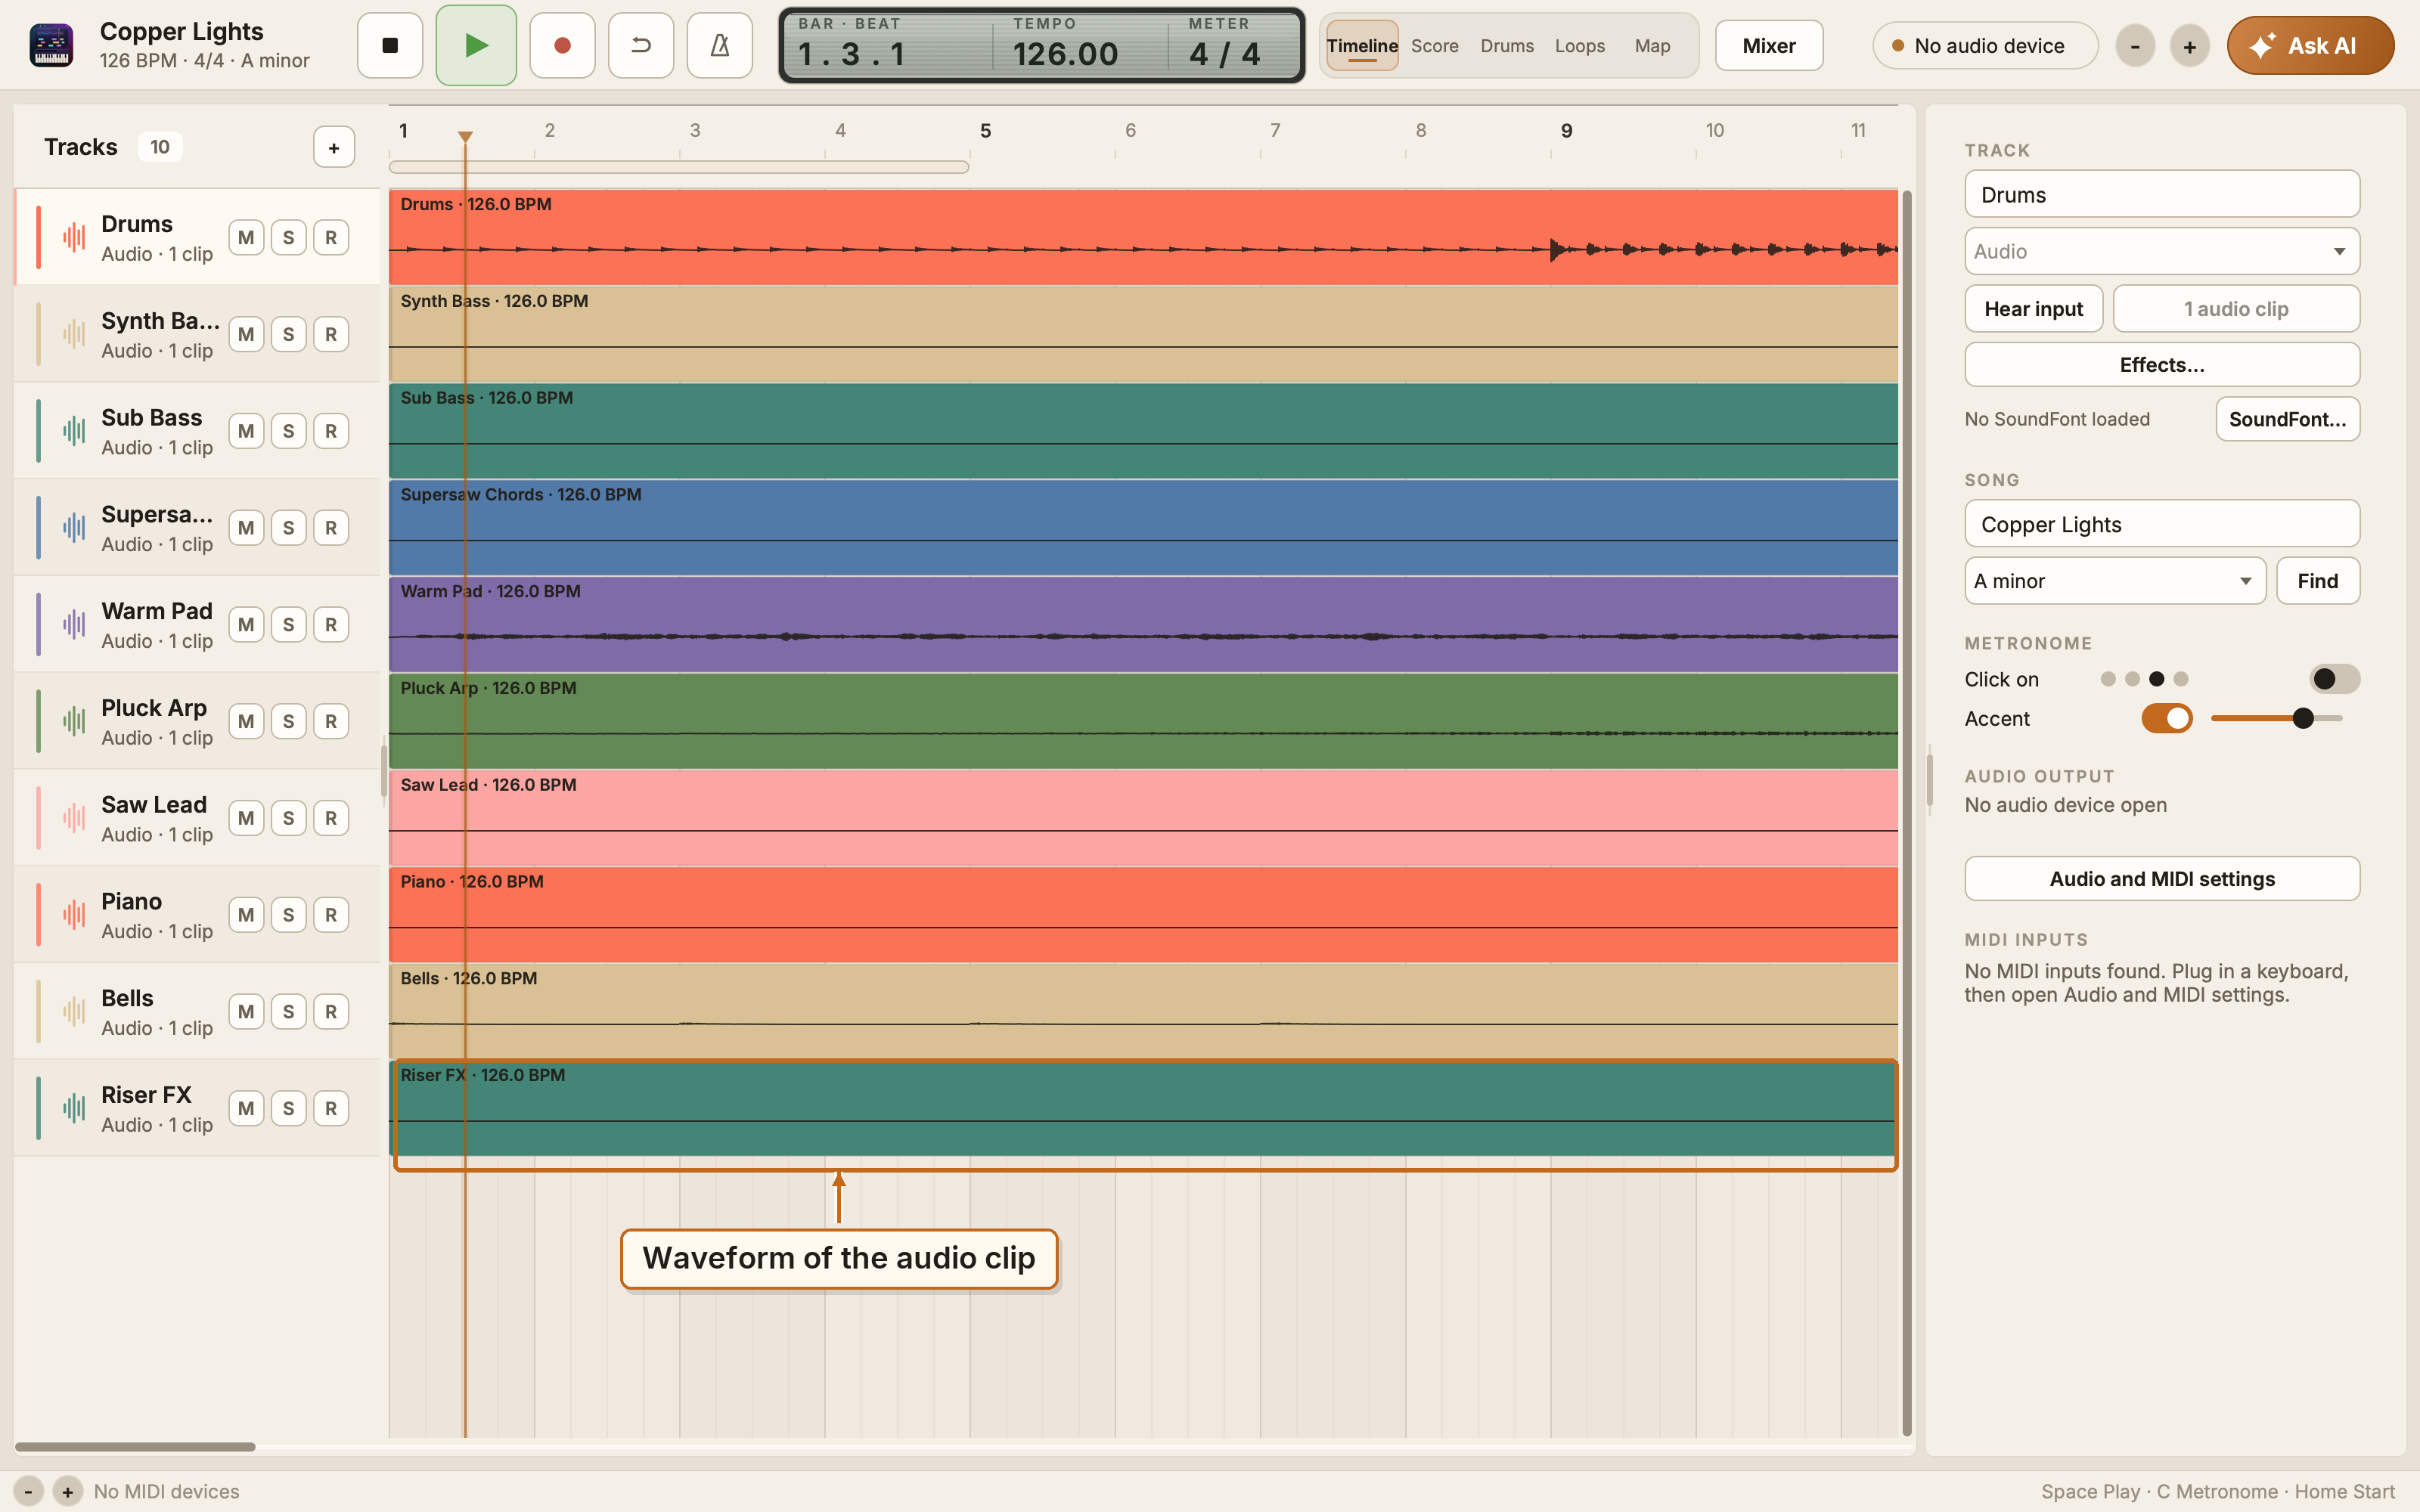 Copper Lights
126 BPM · 4/4 · A minor
BAR · BEAT
1 . 3 . 1
TEMPO
126.00
METER
4 / 4
Timeline
Score
Drums
Loops
Map
Mixer
No audio device
-
+
Ask AI
Tracks
10
+
1
2
3
4
5
6
7
8
9
10
11
Drums
Audio · 1 clip
M S R
Drums · 126.0 BPM
Synth Ba...
Audio · 1 clip
M S R
Synth Bass · 126.0 BPM
Sub Bass
Audio · 1 clip
M S R
Sub Bass · 126.0 BPM
Supersa...
Audio · 1 clip
M S R
Supersaw Chords · 126.0 BPM
Warm Pad
Audio · 1 clip
M S R
Warm Pad · 126.0 BPM
Pluck Arp
Audio · 1 clip
M S R
Pluck Arp · 126.0 BPM
Saw Lead
Audio · 1 clip
M S R
Saw Lead · 126.0 BPM
Piano
Audio · 1 clip
M S R
Piano · 126.0 BPM
Bells
Audio · 1 clip
M S R
Bells · 126.0 BPM
Riser FX
Audio · 1 clip
M S R
Riser FX · 126.0 BPM
Waveform of the audio clip
TRACK
Drums
Audio
Hear input
1 audio clip
Effects...
No SoundFont loaded
SoundFont...
SONG
Copper Lights
A minor
Find
METRONOME
Click on
Accent
AUDIO OUTPUT
No audio device open
Audio and MIDI settings
MIDI INPUTS
No MIDI inputs found. Plug in a keyboard,
then open Audio and MIDI settings.
-
+
No MIDI devices
Space Play · C Metronome · Home Start